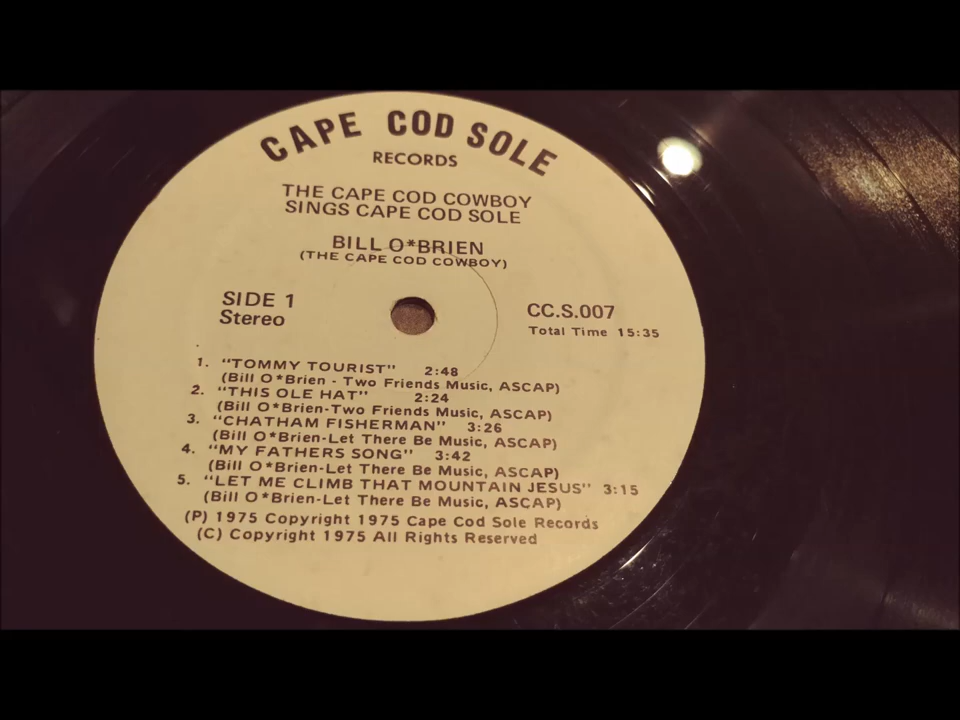 CAPE COD SOLE
RECORDS
THE CAPE COD COWBOY
SINGS CAPE COD SOLE
BILL O*BRIEN
(THE CAPE COD COWBOY)
SIDE 1
Stereo
CC.S.007
Total Time 15:35
1. "TOMMY TOURIST" 2:48
(Bill O*Brien - Two Friends Music, ASCAP)
2. "THIS OLE HAT" 2:24
(Bill O*Brien-Two Friends Music, ASCAP)
3. "CHATHAM FISHERMAN" 3:26
(Bill O*Brien-Let There Be Music, ASCAP)
4. "MY FATHERS SONG" 3:42
(Bill O*Brien-Let There Be Music, ASCAP)
5. "LET ME CLIMB THAT MOUNTAIN JESUS" 3:15
(Bill O*Brien-Let There Be Music, ASCAP)
(P) 1975 Copyright 1975 Cape Cod Sole Records
(C) Copyright 1975 All Rights Reserved